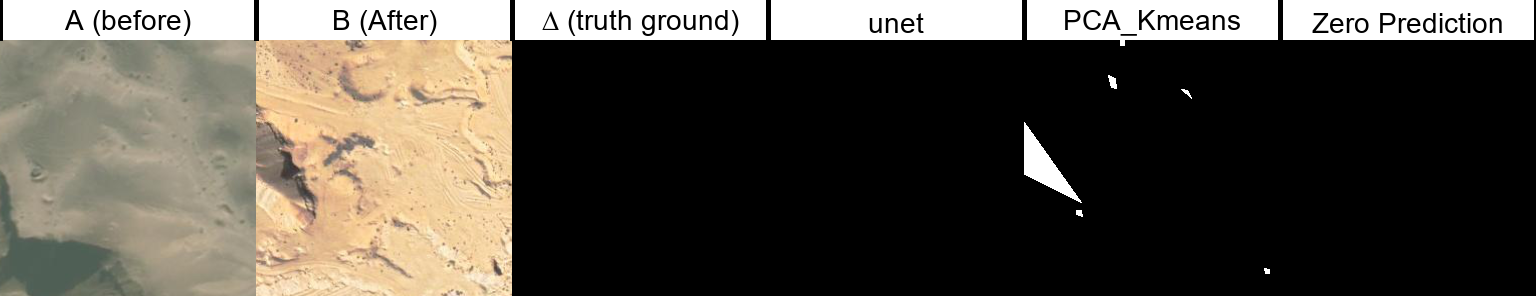 A (before)
B (After)
Δ (truth ground)
unet
PCA_Kmeans
Zero Prediction